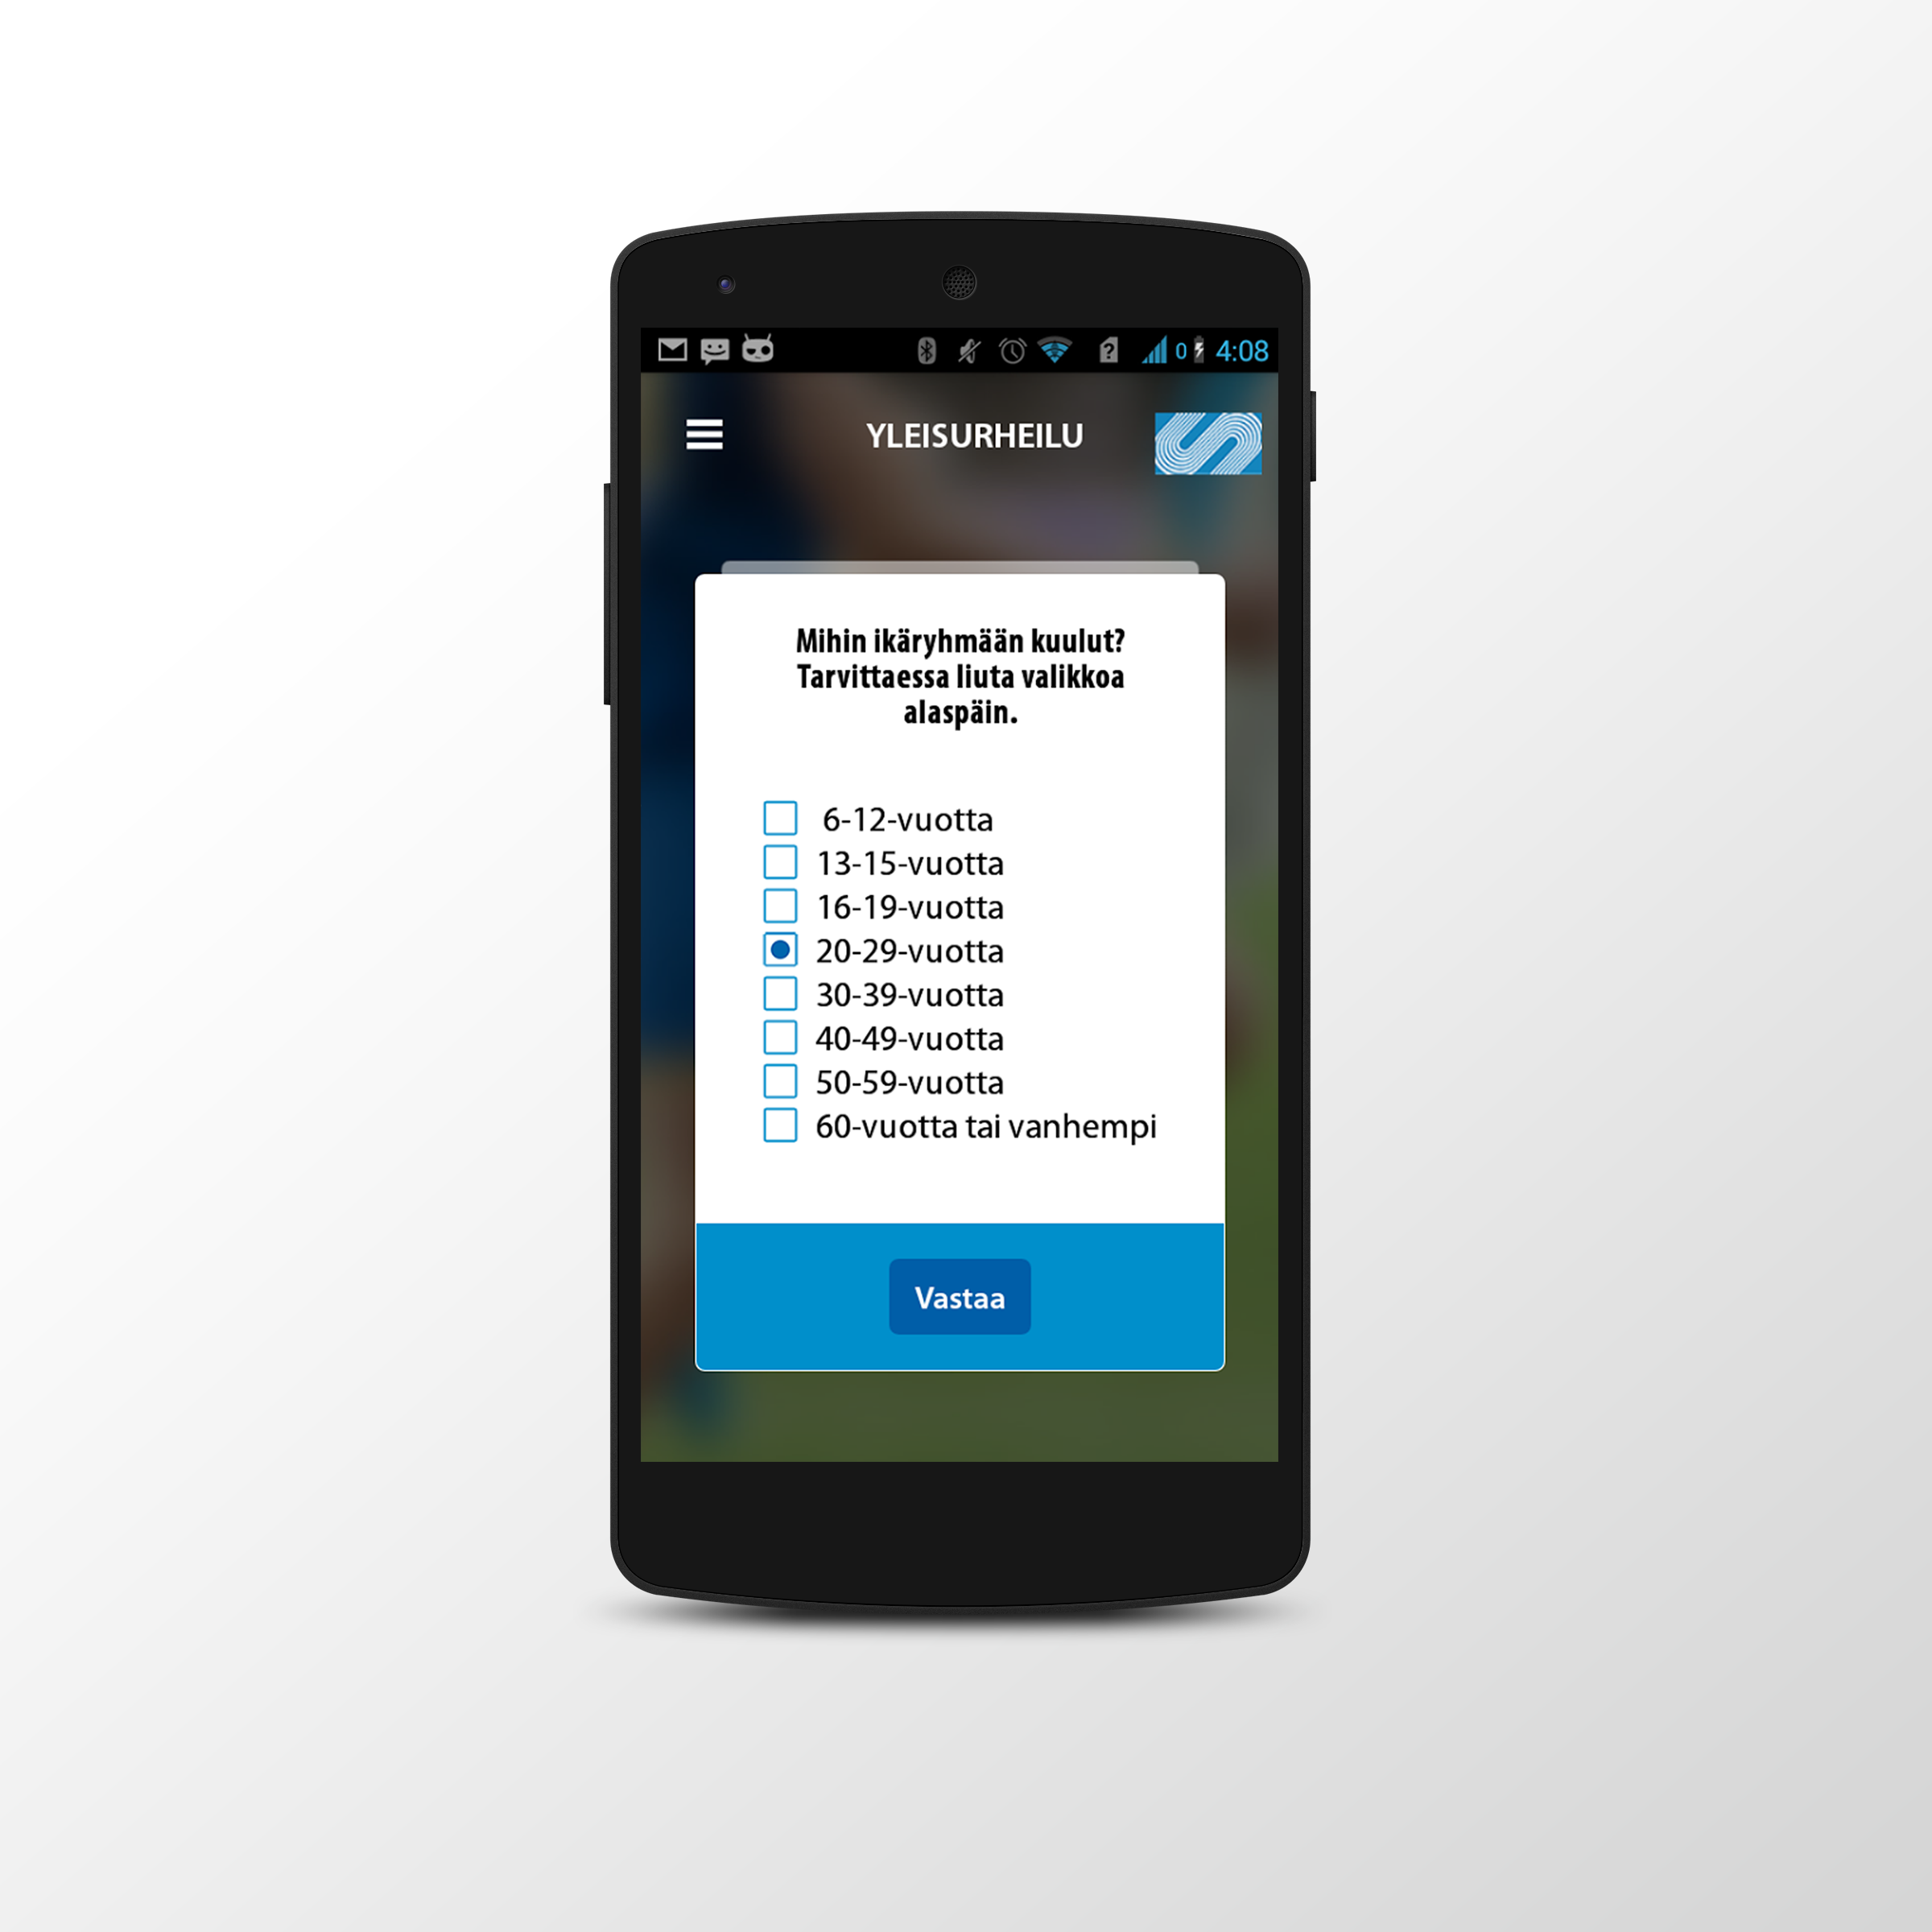 0 4:08
YLEISURHEILU
Mihin ikäryhmään kuulut?
Tarvittaessa liuta valikkoa
alaspäin.
6-12-vuotta
13-15-vuotta
16-19-vuotta
20-29-vuotta
30-39-vuotta
40-49-vuotta
50-59-vuotta
60-vuotta tai vanhempi
Vastaa